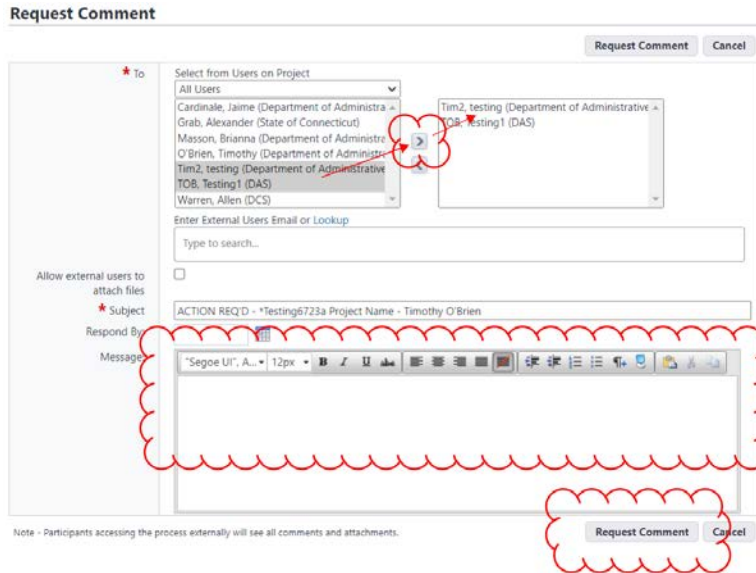 Request Comment
Request Comment Cancel
* To
Select from Users on Project
All Users
Cardinale, Jaime (Department of Administra
Grab, Alexander (State of Connecticut)
Masson, Brianna (Department of Administra
O'Brien, Timothy (Department of Administra
Tim2, testing (Department of Administrative
TOB, Testing1 (DAS)
Warren, Allen (DCS)
Tim2, testing (Department of Administrative
TOB, Testing1 (DAS)
Enter External Users Email or Lookup
Type to search...
Allow external users to
attach files
* Subject
ACTION REQ'D - *Testing6723a Project Name - Timothy O'Brien
Respond By:
Message:
"Segoe UI", A... 12px B I U abc
Note - Participants accessing the process externally will see all comments and attachments.
Request Comment Cancel